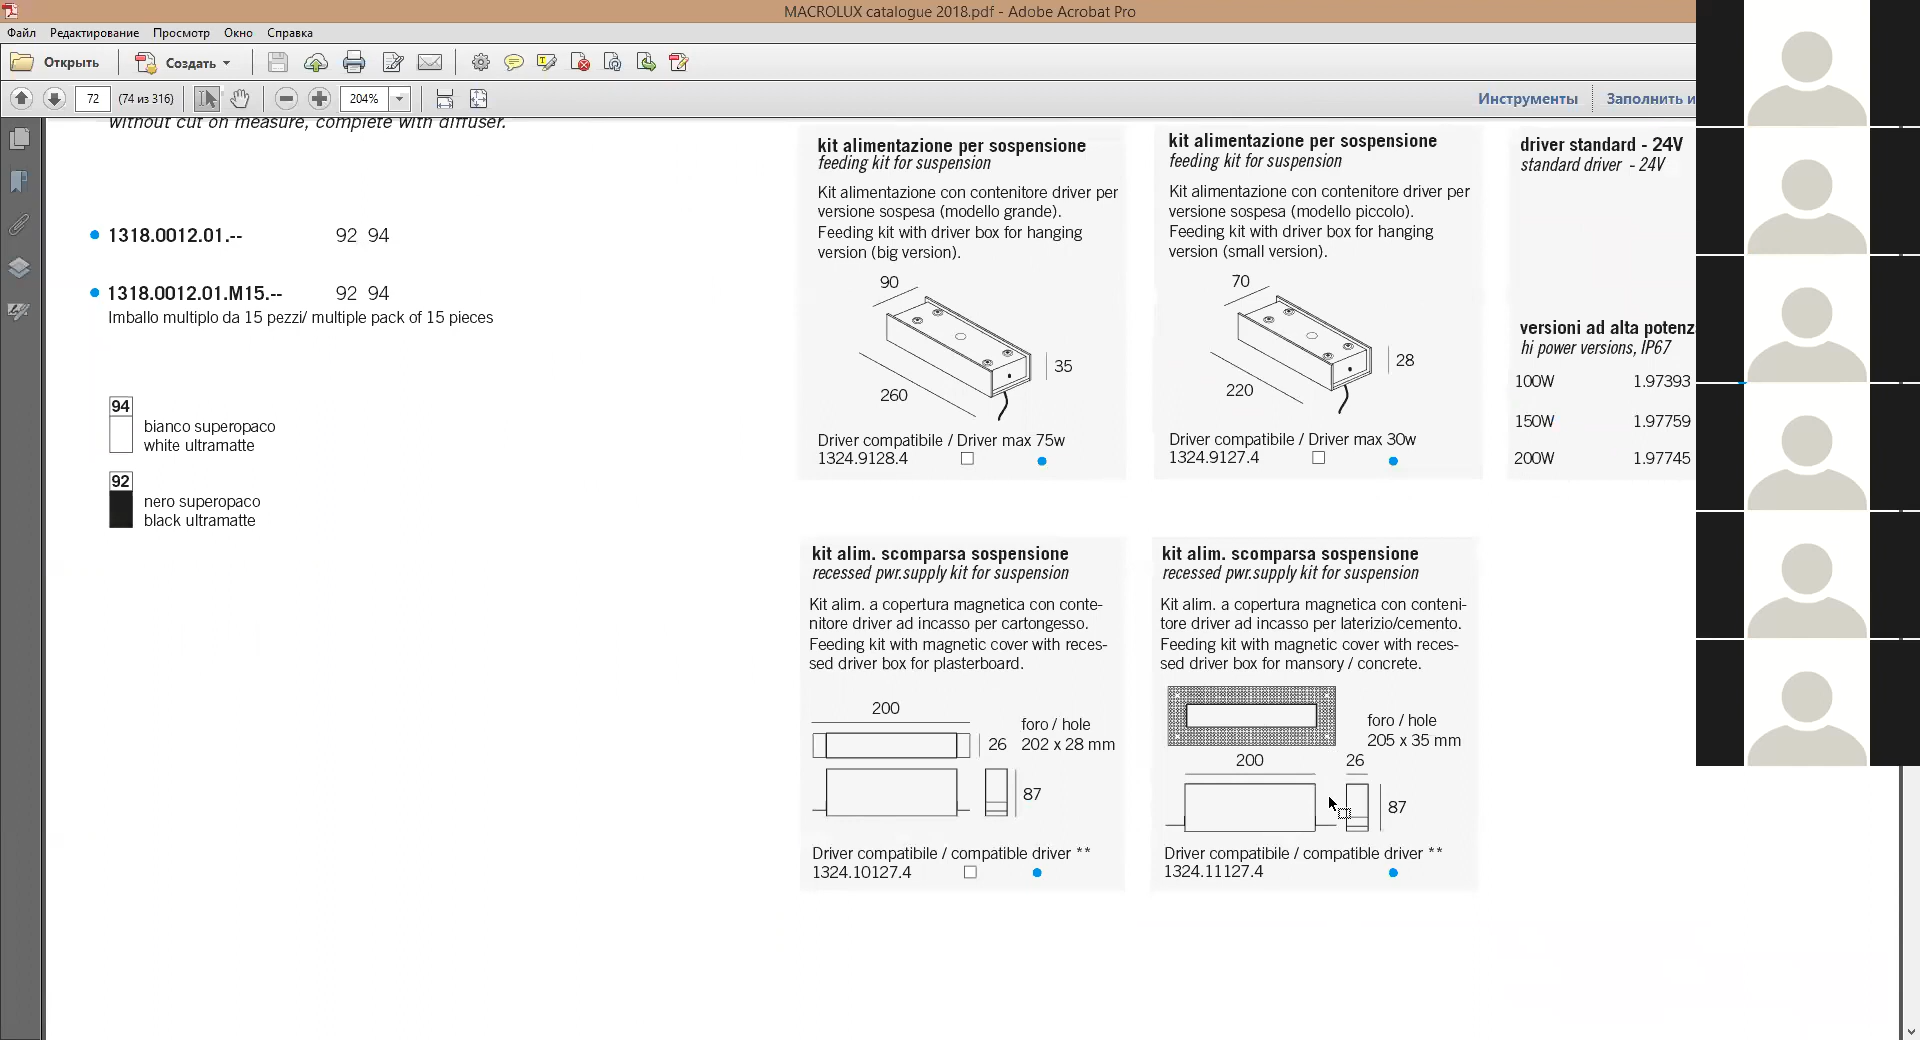 MACROLUX catalogue 2018.pdf - Adobe Acrobat Pro
Файл Редактирование Просмотр Окно Справка
Открыть Создать
72 (74 из 316) 204% Инструменты Заполнить и
without cut on measure, complete with diffuser.
1318.0012.01.-- 92 94
1318.0012.01.M15.-- 92 94
Imballo multiplo da 15 pezzi/ multiple pack of 15 pieces
94
bianco superopaco
white ultramatte
92
nero superopaco
black ultramatte
kit alimentazione per sospensione
feeding kit for suspension
Kit alimentazione con contenitore driver per
versione sospesa (modello grande).
Feeding kit with driver box for hanging
version (big version).
90
35
260
Driver compatibile / Driver max 75w
1324.9128.4
kit alimentazione per sospensione
feeding kit for suspension
Kit alimentazione con contenitore driver per
versione sospesa (modello piccolo).
Feeding kit with driver box for hanging
version (small version).
70
28
220
Driver compatibile / Driver max 30w
1324.9127.4
driver standard - 24V
standard driver - 24V
versioni ad alta potenz
hi power versions, IP67
100W 1.97393
150W 1.97759
200W 1.97745
kit alim. scomparsa sospensione
recessed pwr.supply kit for suspension
Kit alim. a copertura magnetica con conte-
nitore driver ad incasso per cartongesso.
Feeding kit with magnetic cover with reces-
sed driver box for plasterboard.
200
foro / hole
26 202 x 28 mm
87
Driver compatibile / compatible driver **
1324.10127.4
kit alim. scomparsa sospensione
recessed pwr.supply kit for suspension
Kit alim. a copertura magnetica con conteni-
tore driver ad incasso per laterizio/cemento.
Feeding kit with magnetic cover with reces-
sed driver box for mansory / concrete.
foro / hole
205 x 35 mm
200 26
87
Driver compatibile / compatible driver **
1324.11127.4